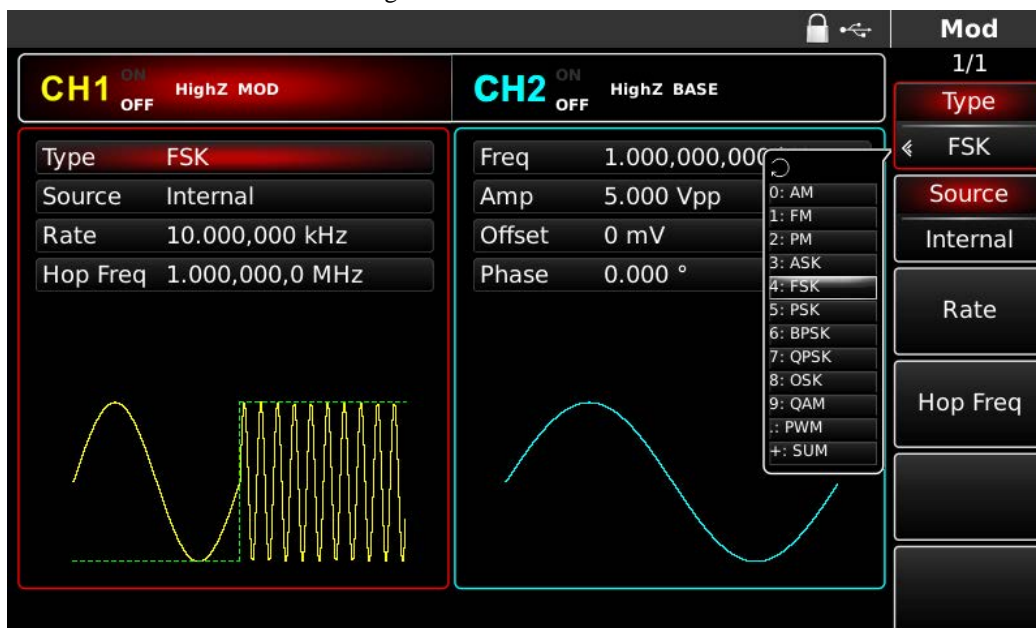 Mod
1/1
CH1 ON OFF HighZ MOD
CH2 ON OFF HighZ BASE
Type FSK
Source Internal
Rate 10.000,000 kHz
Hop Freq 1.000,000,0 MHz
Freq 1.000,000,000
Amp 5.000 Vpp
Offset 0 mV
Phase 0.000 °
0: AM
1: FM
2: PM
3: ASK
4: FSK
5: PSK
6: BPSK
7: QPSK
8: OSK
9: QAM
.: PWM
+: SUM
Type
FSK
Source
Internal
Rate
Hop Freq